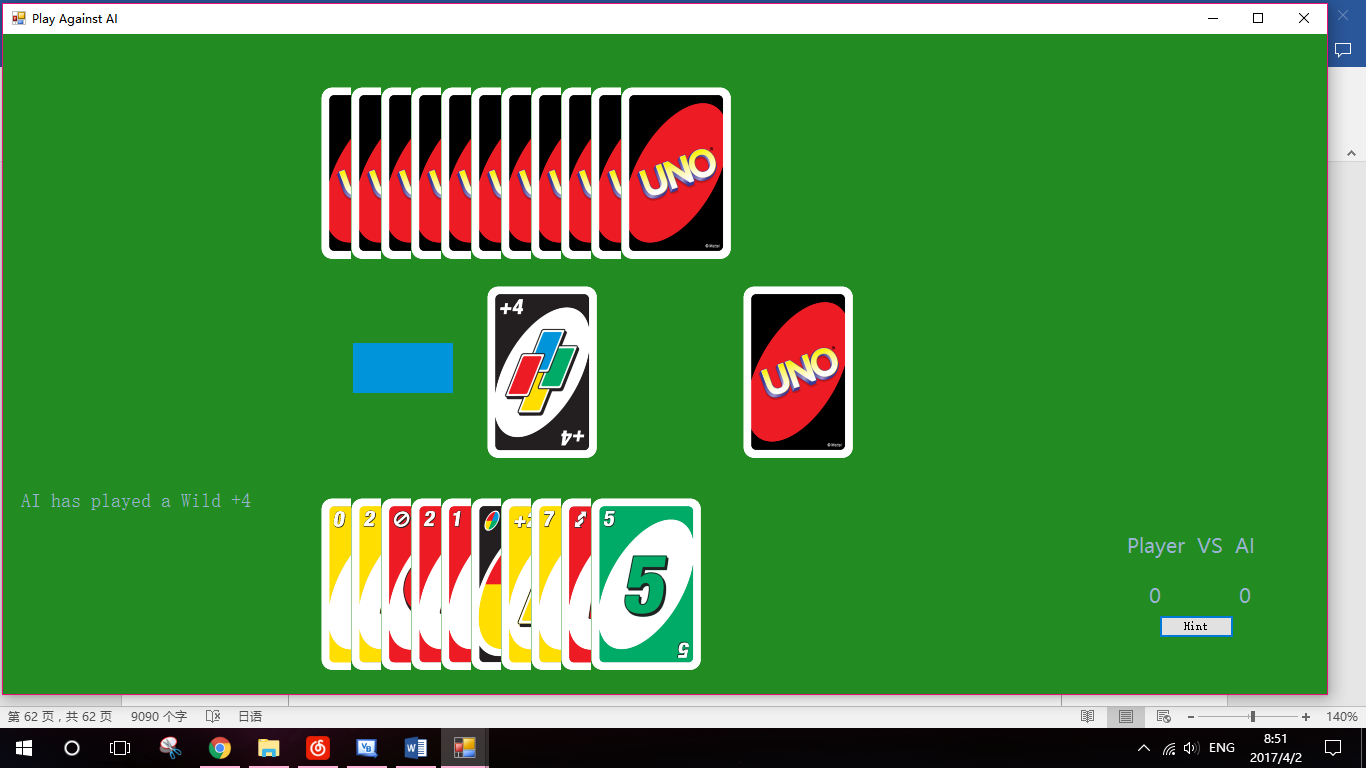 Play Against AI
UNO
+4
+4
UNO
AI has played a Wild +4
0 2 2 1 +2 7 5
5
5
Player VS AI
0 0
Hint
第 62 页，共 62 页 9090 个字 日语 140%
ENG
8:51
2017/4/2